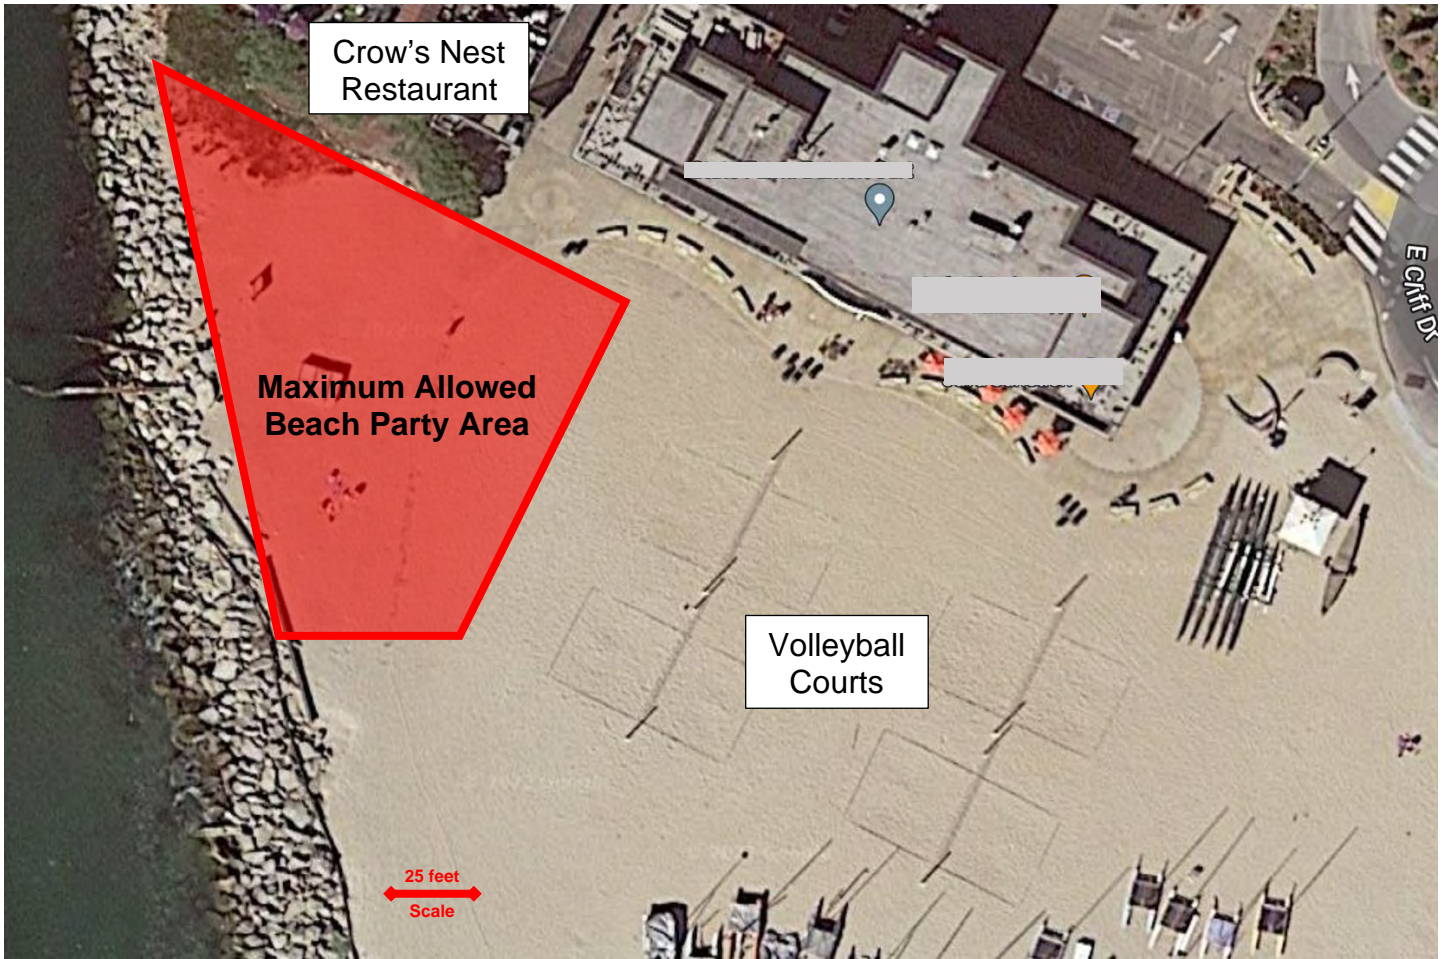 Crow's Nest
Restaurant
Maximum Allowed
Beach Party Area
E Cliff Dr
Volleyball
Courts
25 feet
Scale